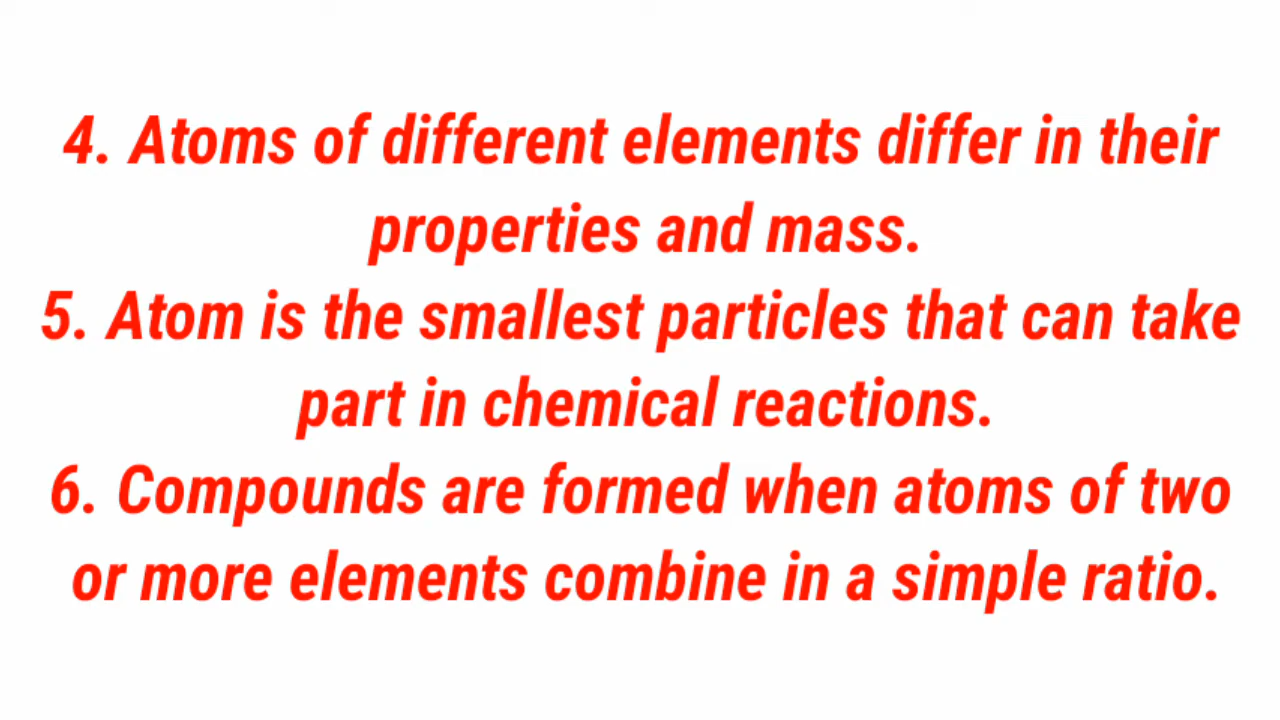 4. Atoms of different elements differ in their
properties and mass.
5. Atom is the smallest particles that can take
part in chemical reactions.
6. Compounds are formed when atoms of two
or more elements combine in a simple ratio.